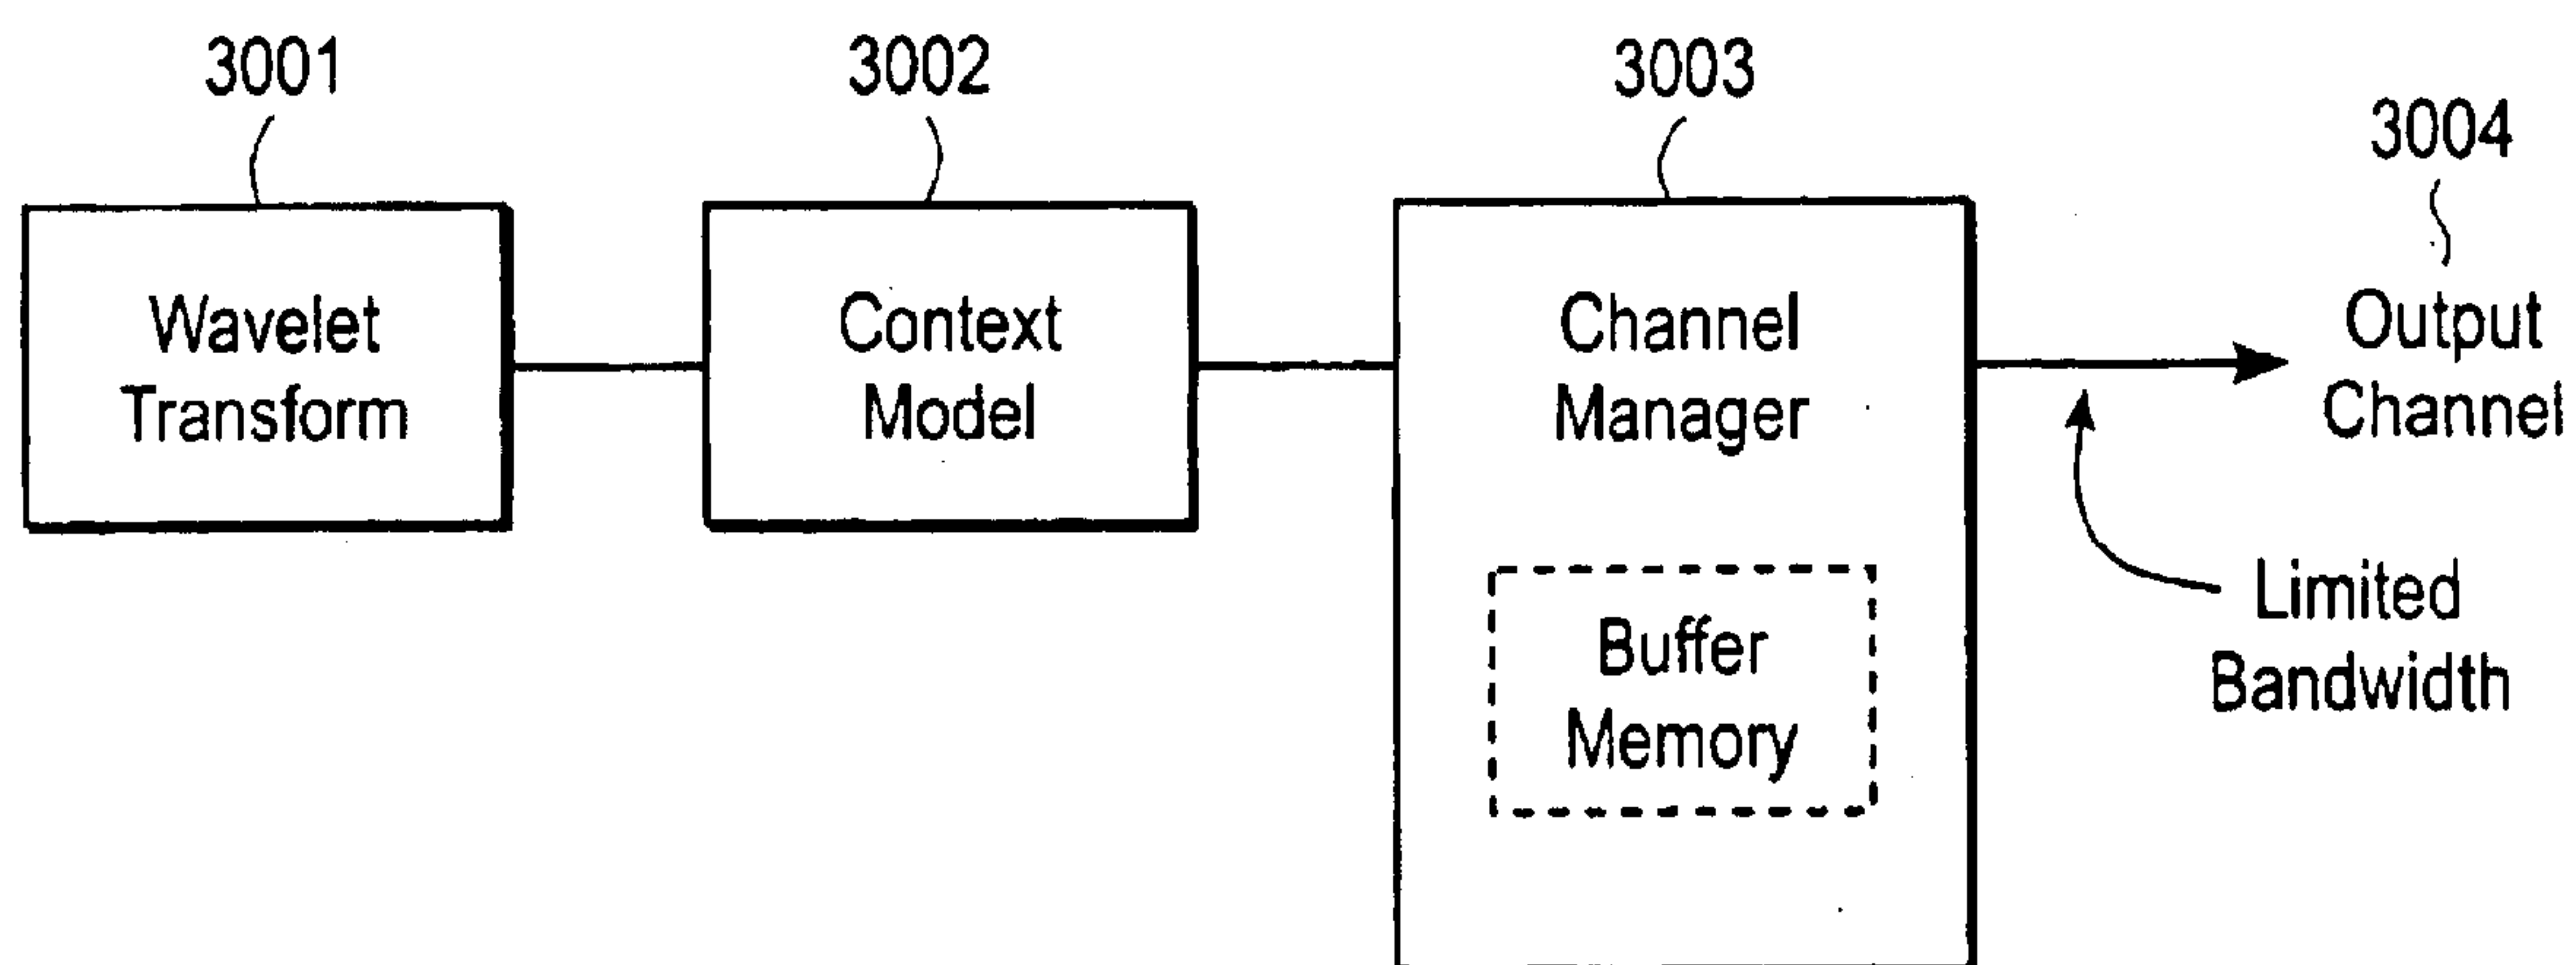 3001
3002
3003
3004
Wavelet
Transform
Context
Model
Channel
Manager
Output
Channel
Buffer
Memory
Limited
Bandwidth